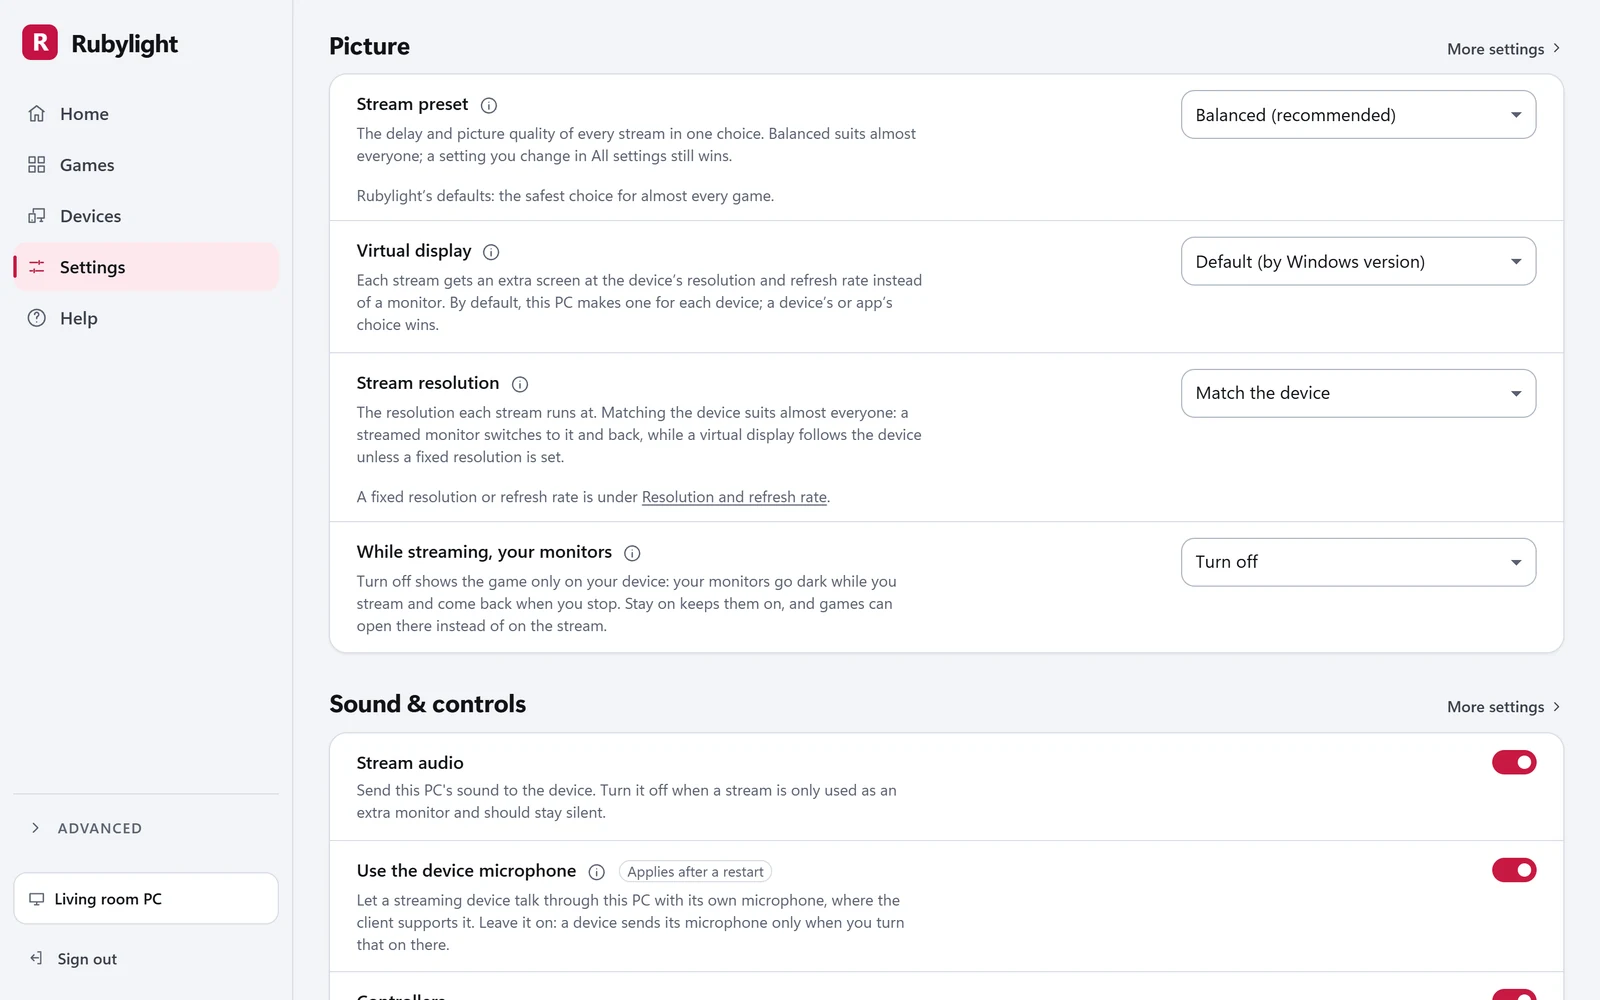 R Rubylight
Home
Games
Devices
Settings
Help
ADVANCED
Living room PC
Sign out
Picture
More settings
Stream preset
The delay and picture quality of every stream in one choice. Balanced suits almost
everyone; a setting you change in All settings still wins.
Rubylight’s defaults: the safest choice for almost every game.
Balanced (recommended)
Virtual display
Each stream gets an extra screen at the device’s resolution and refresh rate instead
of a monitor. By default, this PC makes one for each device; a device’s or app’s
choice wins.
Default (by Windows version)
Stream resolution
The resolution each stream runs at. Matching the device suits almost everyone: a
streamed monitor switches to it and back, while a virtual display follows the device
unless a fixed resolution is set.
A fixed resolution or refresh rate is under Resolution and refresh rate.
Match the device
While streaming, your monitors
Turn off shows the game only on your device: your monitors go dark while you
stream and come back when you stop. Stay on keeps them on, and games can
open there instead of on the stream.
Turn off
Sound & controls
More settings
Stream audio
Send this PC's sound to the device. Turn it off when a stream is only used as an
extra monitor and should stay silent.
Use the device microphone
Applies after a restart
Let a streaming device talk through this PC with its own microphone, where the
client supports it. Leave it on: a device sends its microphone only when you turn
that on there.
Controllers